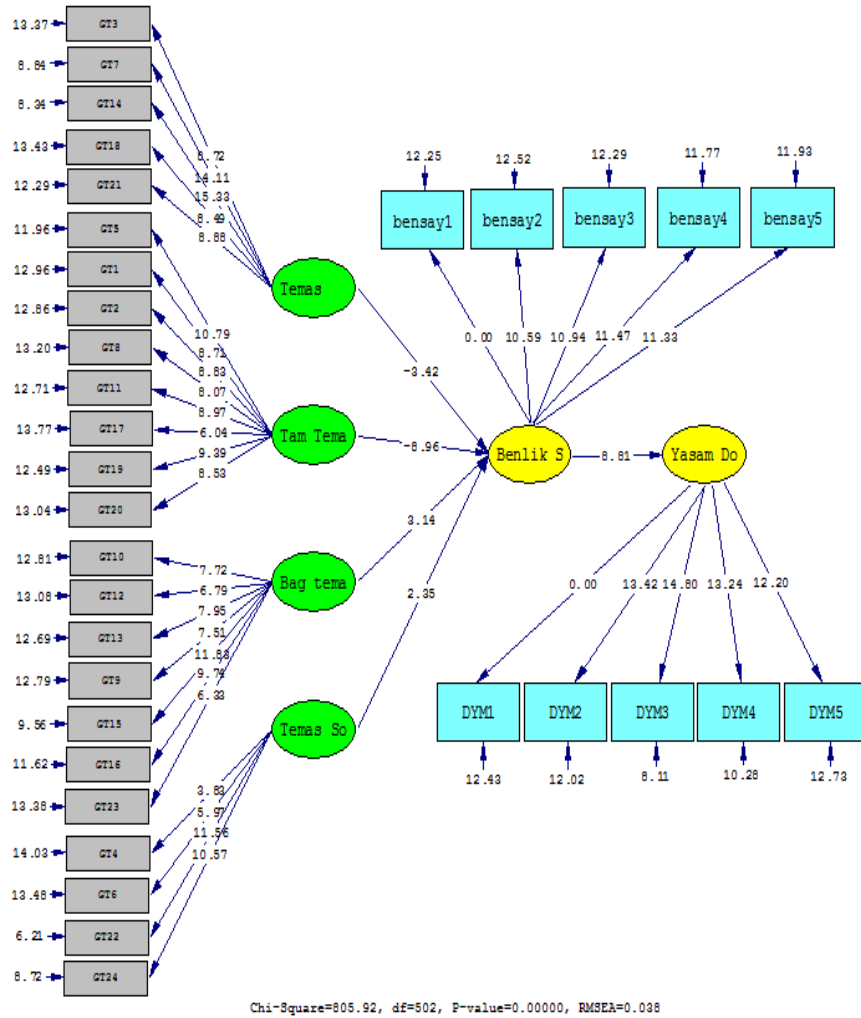 13.37 GT3
8.84 GT7
8.34 GT14
13.43 GT18
12.29 GT21
11.96 GT5
12.96 GT1
12.86 GT2
13.20 GT8
12.71 GT11
13.77 GT17
12.49 GT19
13.04 GT20
12.81 GT10
13.08 GT12
12.69 GT13
12.79 GT9
9.56 GT15
11.62 GT16
13.38 GT23
14.03 GT4
13.48 GT6
6.21 GT22
8.72 GT24
14.11
15.33
8.49
8.88
10.79
8.71
8.83
8.07
8.97
6.04
9.39
8.53
7.72
6.79
7.95
7.51
11.83
9.74
6.33
3.83
5.97
11.56
10.57
Temas
Tam Tema
Bag tema
Temas So
-3.42
-8.96
3.14
2.35
12.25 12.52 12.29 11.77 11.93
bensay1 bensay2 bensay3 bensay4 bensay5
0.00 10.59 10.94 11.47 11.33
Benlik S 8.81 Yasam Do
0.00 13.42 14.80 13.24 12.20
DYM1 DYM2 DYM3 DYM4 DYM5
12.43 12.02 8.11 10.28 12.73
Chi-Square=805.92, df=502, P-value=0.00000, RMSEA=0.038